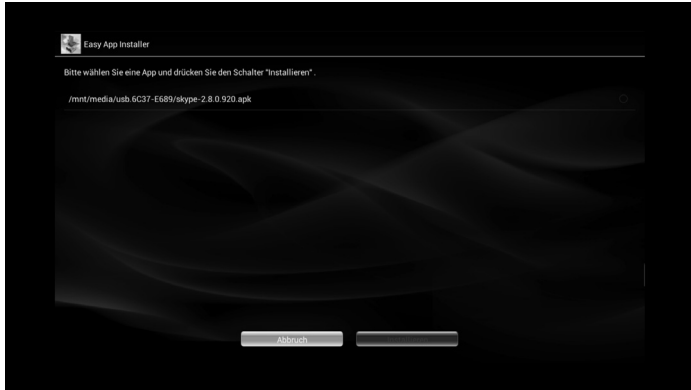 Easy App Installer
Bitte wählen Sie eine App und drücken Sie den Schalter "Installieren" .
/mnt/media/usb.6C37-E689/skype-2.8.0.920.apk
Abbruch